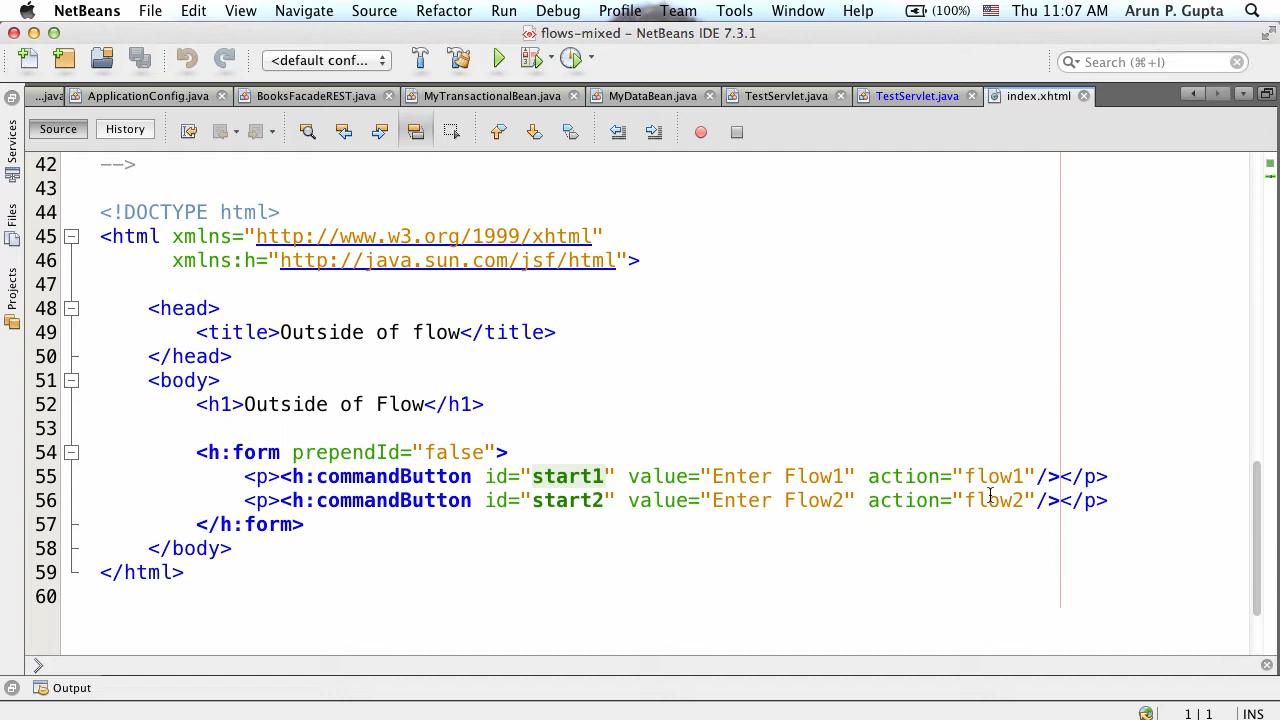 NetBeans File Edit View Navigate Source Refactor Run Debug Profile Team Tools Window Help (100%) Thu 11:07 AM Arun P. Gupta
flows-mixed – NetBeans IDE 7.3.1
<default conf... Search (⌘+I)
...java ApplicationConfig.java BooksFacadeREST.java MyTransactionalBean.java MyDataBean.java TestServlet.java TestServlet.java index.xhtml
Source History
Services
Files
Projects
42 -->
43
44 <!DOCTYPE html>
45 <html xmlns="http://www.w3.org/1999/xhtml"
46 xmlns:h="http://java.sun.com/jsf/html">
47
48 <head>
49 <title>Outside of flow</title>
50 </head>
51 <body>
52 <h1>Outside of Flow</h1>
53
54 <h:form prependId="false">
55 <p><h:commandButton id="start1" value="Enter Flow1" action="flow1"/></p>
56 <p><h:commandButton id="start2" value="Enter Flow2" action="flow2"/></p>
57 </h:form>
58 </body>
59 </html>
60
Output
1 | 1 INS